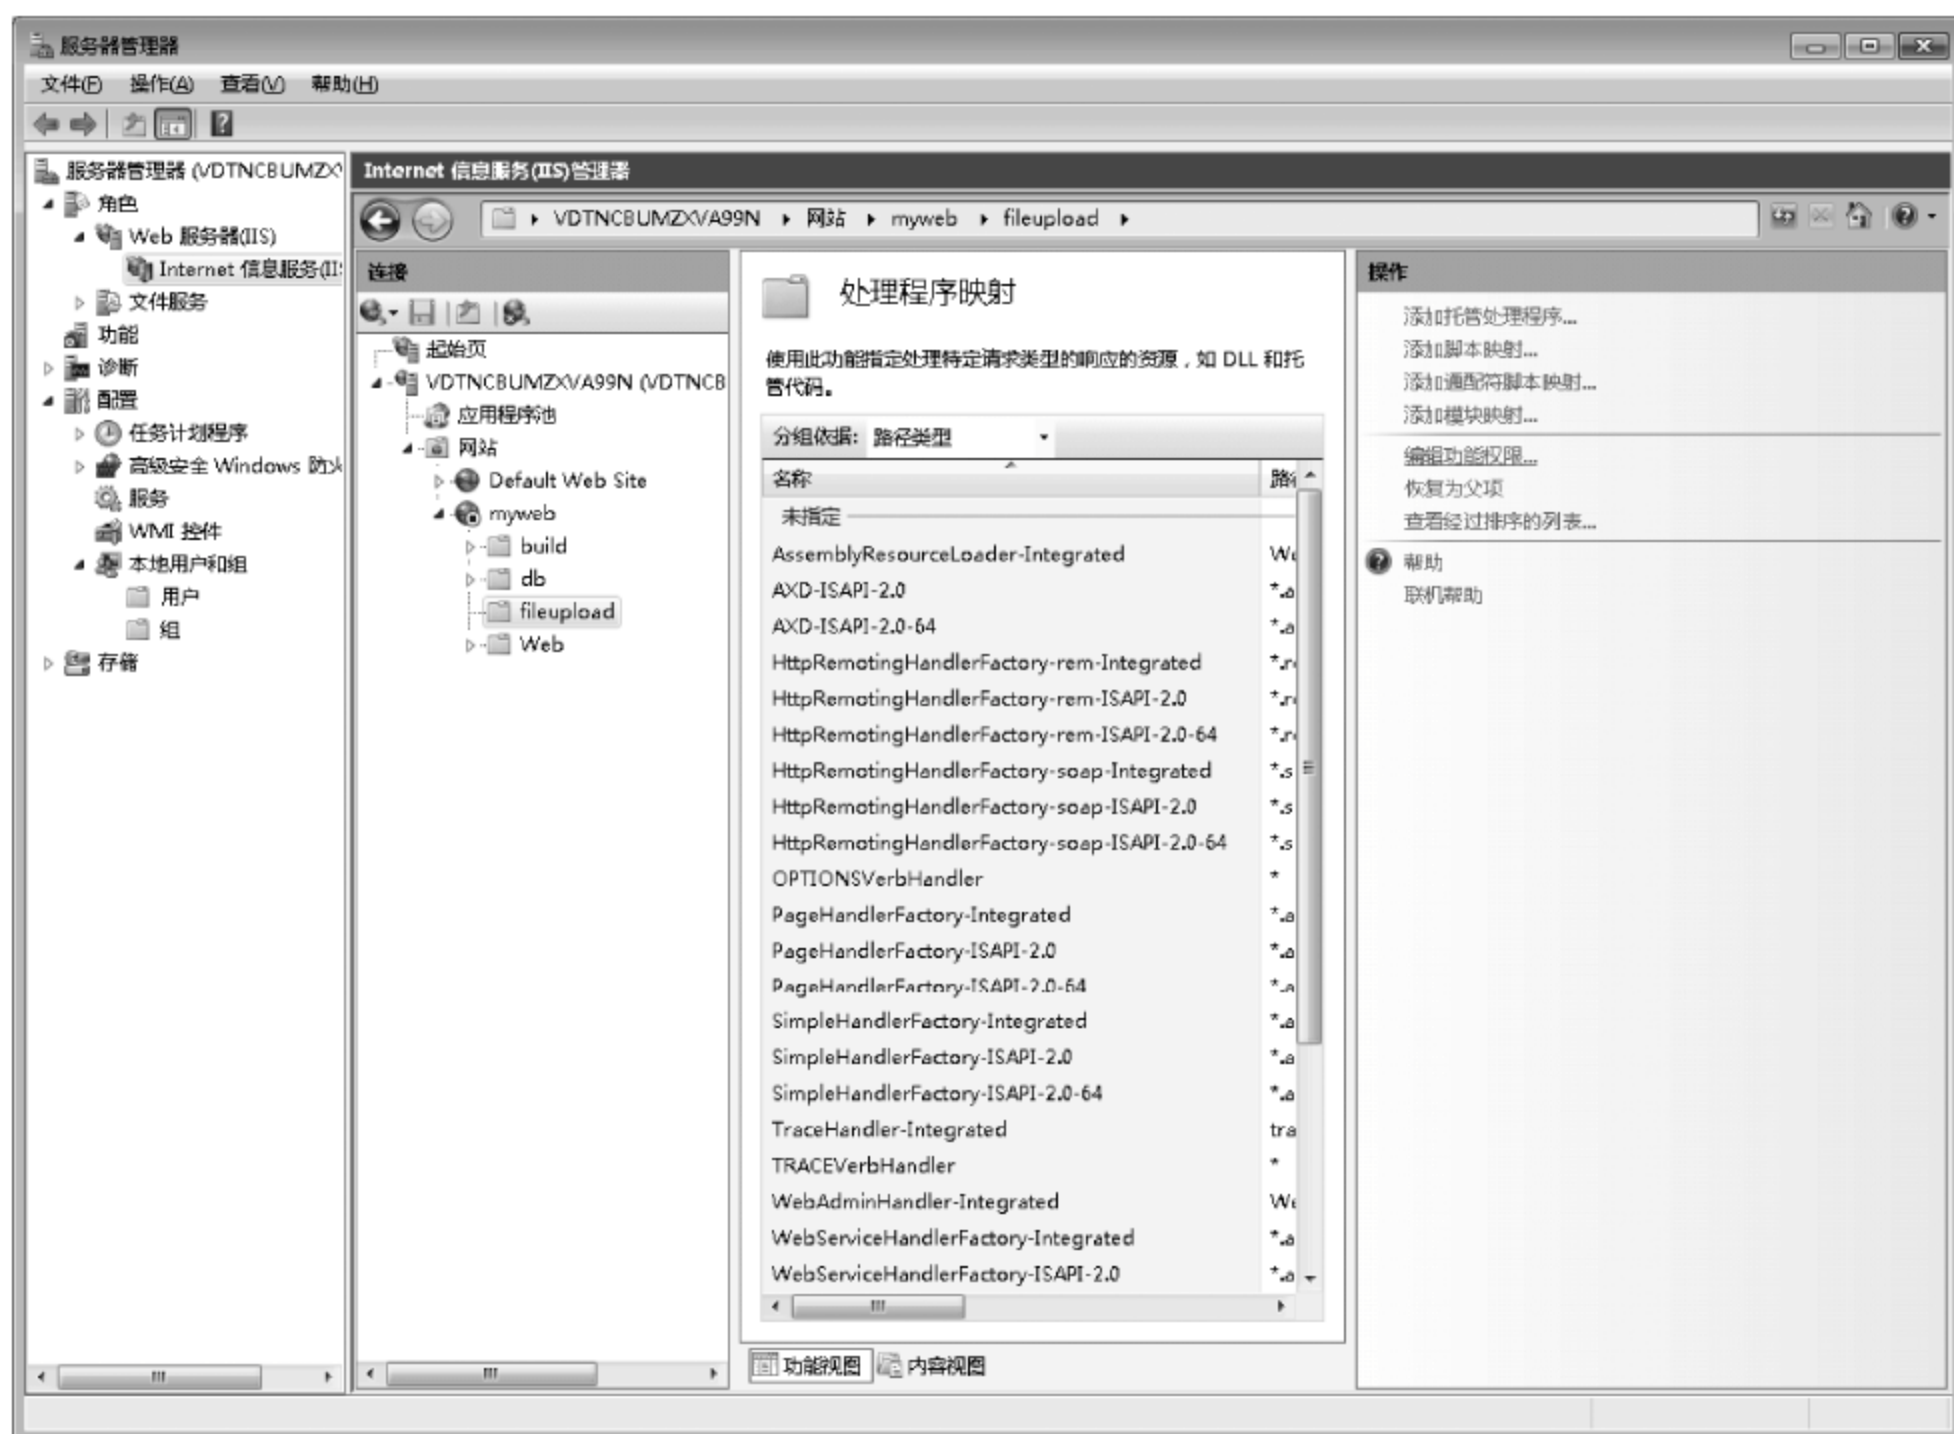 服务器管理器
文件(F) 操作(A) 查看(V) 帮助(H)
服务器管理器 (VDTNCBUMZX
角色
Web 服务器(IIS)
Internet 信息服务(II
文件服务
功能
诊断
配置
任务计划程序
高级安全 Windows 防
服务
WMI 控件
本地用户和组
用户
组
存储
Internet 信息服务(IIS)管理器
VDTNCBUMZXVA99N 网站 myweb fileupload
连接
起始页
VDTNCBUMZXVA99N (VDTNCB
应用程序池
网站
Default Web Site
myweb
build
db
fileupload
Web
处理程序映射
使用此功能指定处理特定请求类型的响应的资源，如 DLL 和托
管代码。
分组依据: 路径类型
名称 路
未指定
AssemblyResourceLoader-Integrated We
AXD-ISAPI-2.0 *.a
AXD-ISAPI-2.0-64 *.a
HttpRemotingHandlerFactory-rem-Integrated *.re
HttpRemotingHandlerFactory-rem-ISAPI-2.0 *.re
HttpRemotingHandlerFactory-rem-ISAPI-2.0-64 *.re
HttpRemotingHandlerFactory-soap-Integrated *.s
HttpRemotingHandlerFactory-soap-ISAPI-2.0 *.s
HttpRemotingHandlerFactory-soap-ISAPI-2.0-64 *.s
OPTIONSVerbHandler *
PageHandlerFactory-Integrated *.a
PageHandlerFactory-ISAPI-2.0 *.a
PageHandlerFactory-ISAPI-2.0-64 *.a
SimpleHandlerFactory-Integrated *.a
SimpleHandlerFactory-ISAPI-2.0 *.a
SimpleHandlerFactory-ISAPI-2.0-64 *.a
TraceHandler-Integrated tra
TRACEVerbHandler *
WebAdminHandler-Integrated We
WebServiceHandlerFactory-Integrated *.a
WebServiceHandlerFactory-ISAPI-2.0 *.a
功能视图 内容视图
操作
添加托管处理程序...
添加脚本映射...
添加通配符脚本映射...
添加模块映射...
编辑功能权限...
恢复为父项
查看经过排序的列表...
帮助
联机帮助